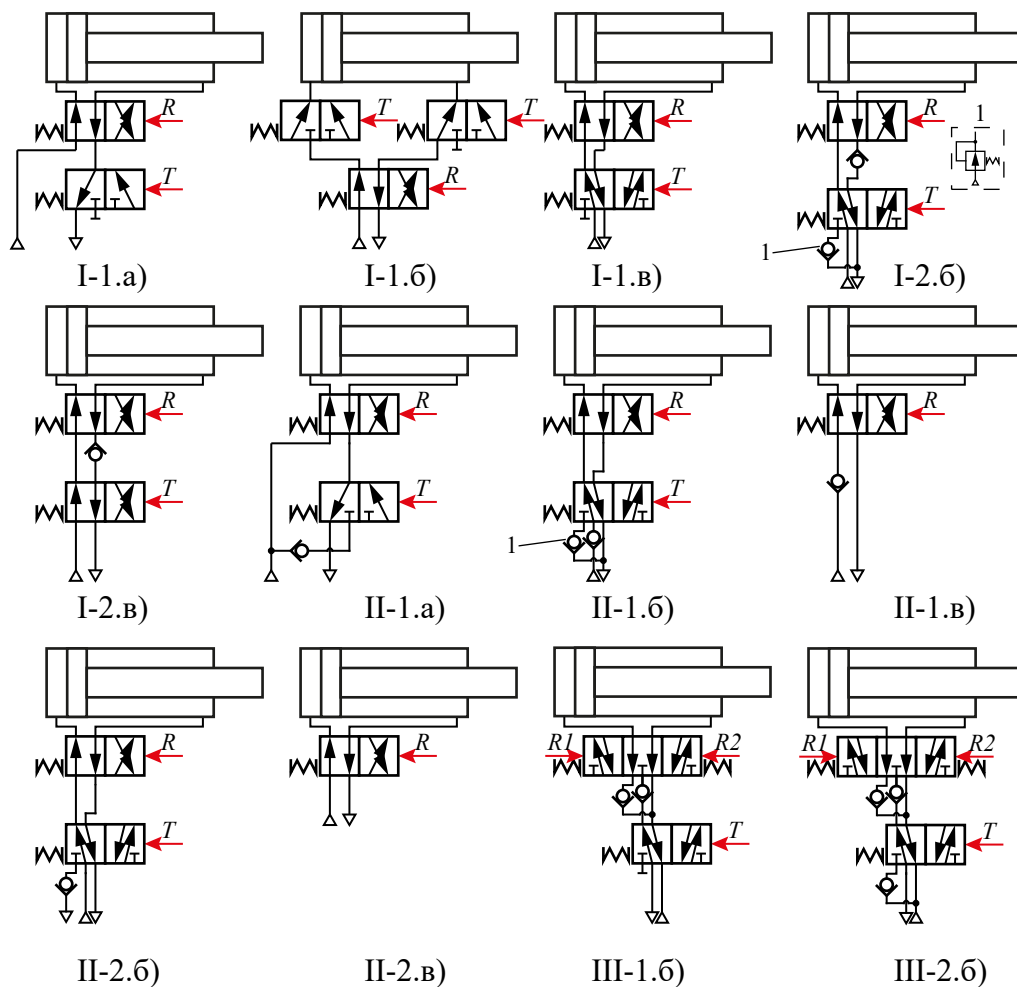 R
T
I-1.а)
T
T
R
I-1.б)
R
T
I-1.в)
R
1
T
1
I-2.б)
R
T
I-2.в)
R
T
II-1.а)
R
T
1
II-1.б)
R
II-1.в)
R
T
II-2.б)
R
II-2.в)
R1
R2
T
III-1.б)
R1
R2
T
III-2.б)